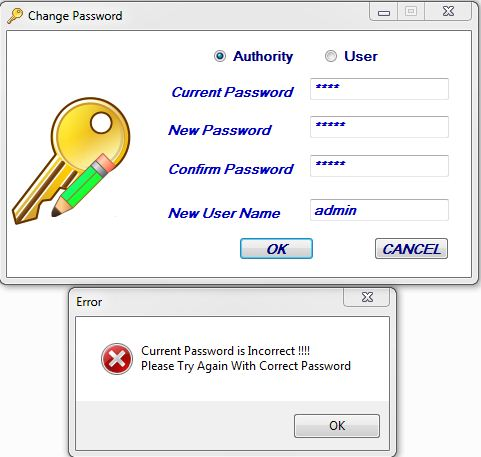 Change Password
Authority User
Current Password ****
New Password *****
Confirm Password *****
New User Name admin
OK CANCEL
Error
Current Password is Incorrect !!!!
Please Try Again With Correct Password
OK